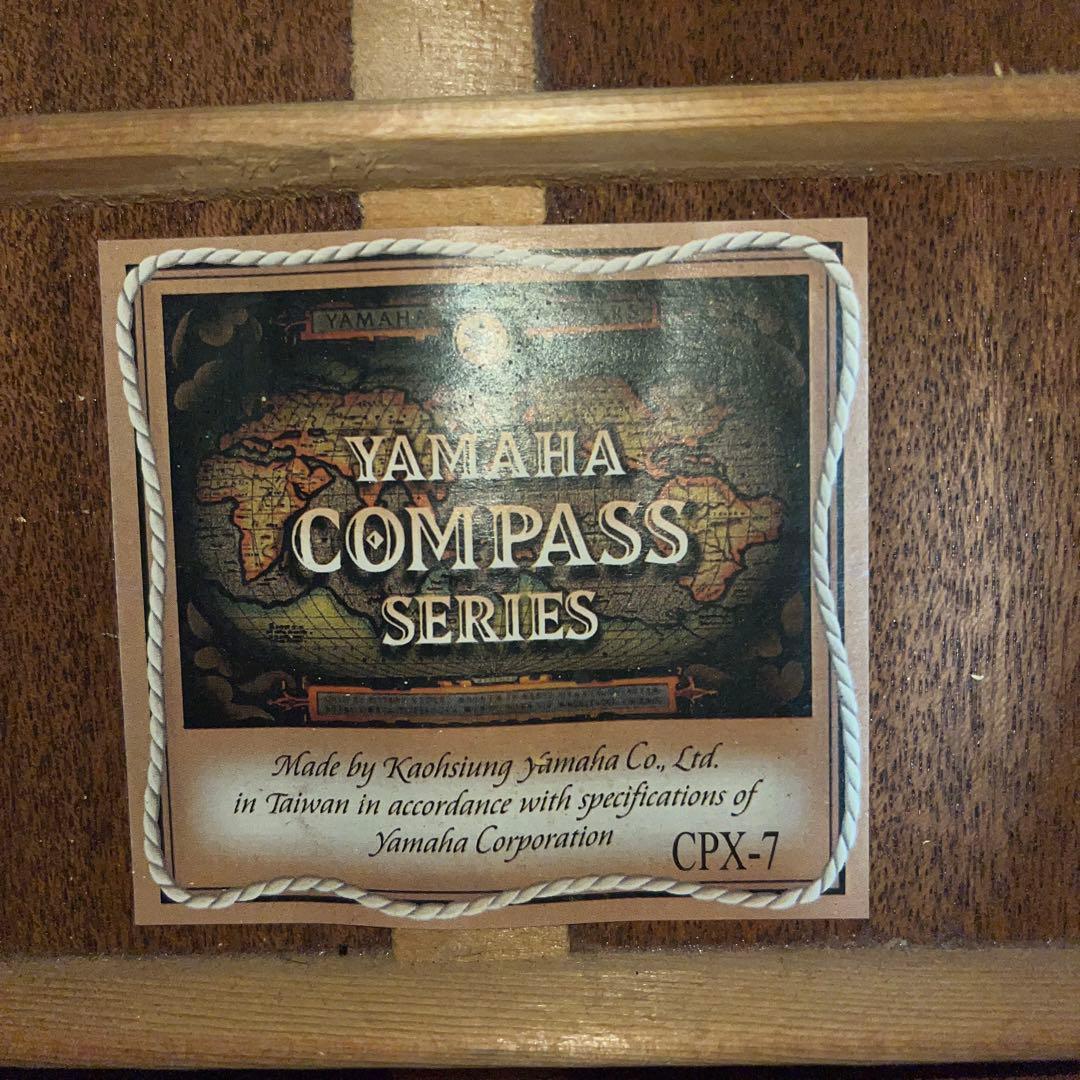 YAMAHA
YAMAHA
COMPASS
SERIES
Made by Kaohsiung Yamaha Co., Ltd.
in Taiwan in accordance with specifications of
Yamaha Corporation
CPX-7